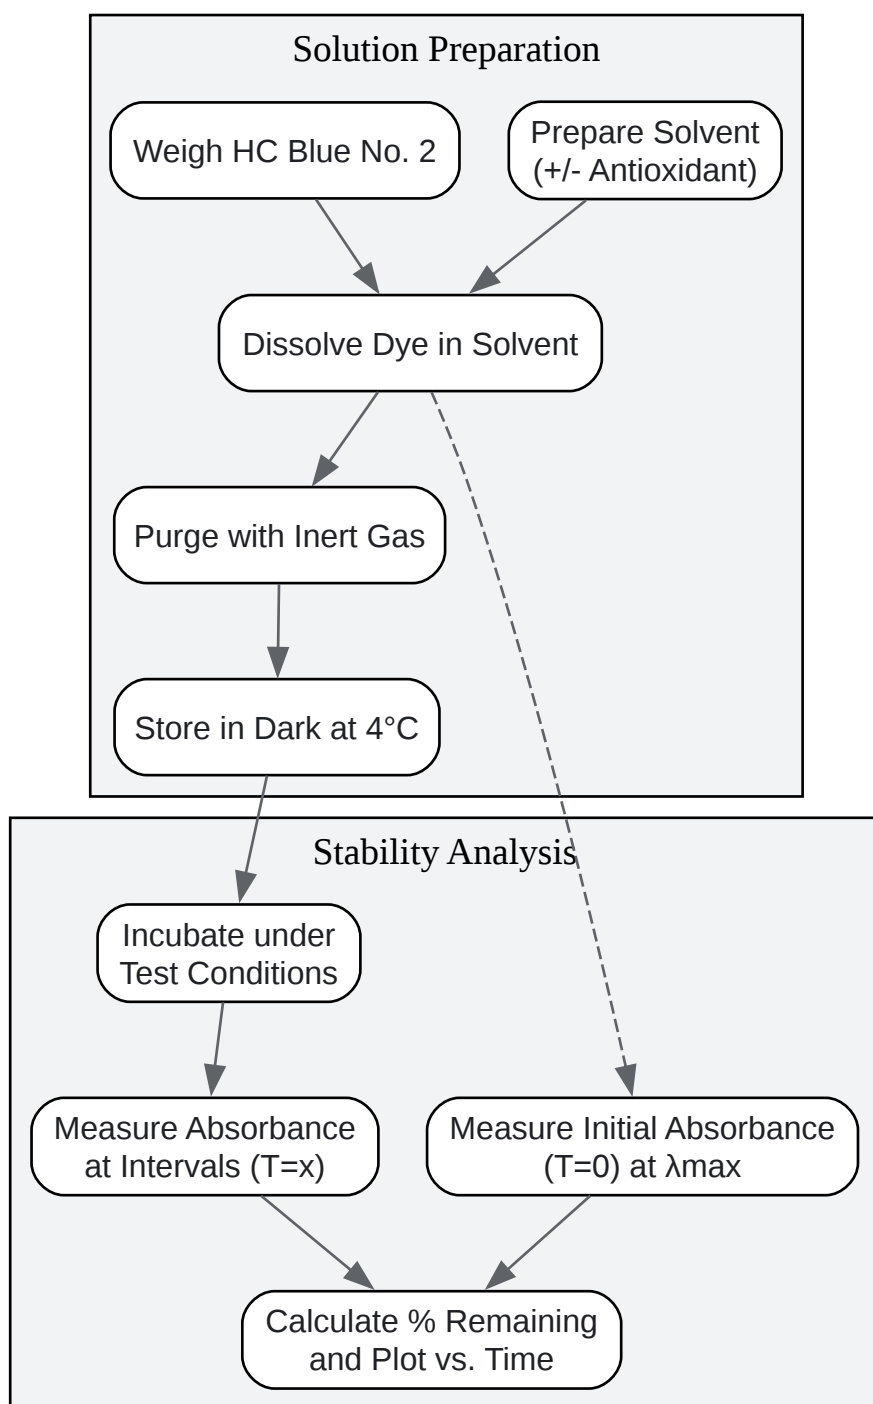 Solution Preparation
Weigh HC Blue No. 2
Prepare Solvent
(+/- Antioxidant)
Dissolve Dye in Solvent
Purge with Inert Gas
Store in Dark at 4°C
Stability Analysis
Incubate under
Test Conditions
Measure Absorbance
at Intervals (T=x)
Measure Initial Absorbance
(T=0) at λmax
Calculate % Remaining
and Plot vs. Time